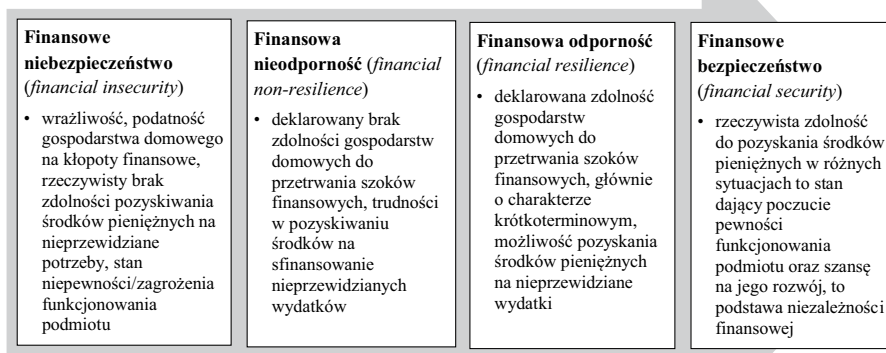 Finansowe
niebezpieczeństwo
(financial insecurity)
• wrażliwość, podatność
gospodarstwa domowego
na kłopoty finansowe,
rzeczywisty brak
zdolności pozyskiwania
środków pieniężnych na
nieprzewidziane
potrzeby, stan
niepewności/zagrożenia
funkcjonowania
podmiotu
Finansowa
nieodporność (financial
non-resilience)
• deklarowany brak
zdolności gospodarstw
domowych do
przetrwania szoków
finansowych, trudności
w pozyskiwaniu
środków na
sfinansowanie
nieprzewidzianych
wydatków
Finansowa odporność
(financial resilience)
• deklarowana zdolność
gospodarstw
domowych do
przetrwania szoków
finansowych, głównie
o charakterze
krótkoterminowym,
możliwość pozyskania
środków pieniężnych
na nieprzewidziane
wydatki
Finansowe
bezpieczeństwo
(financial security)
• rzeczywista zdolność
do pozyskania środków
pieniężnych w różnych
sytuacjach to stan
dający poczucie
pewności
funkcjonowania
podmiotu oraz szansę
na jego rozwój, to
podstawa niezależności
finansowej